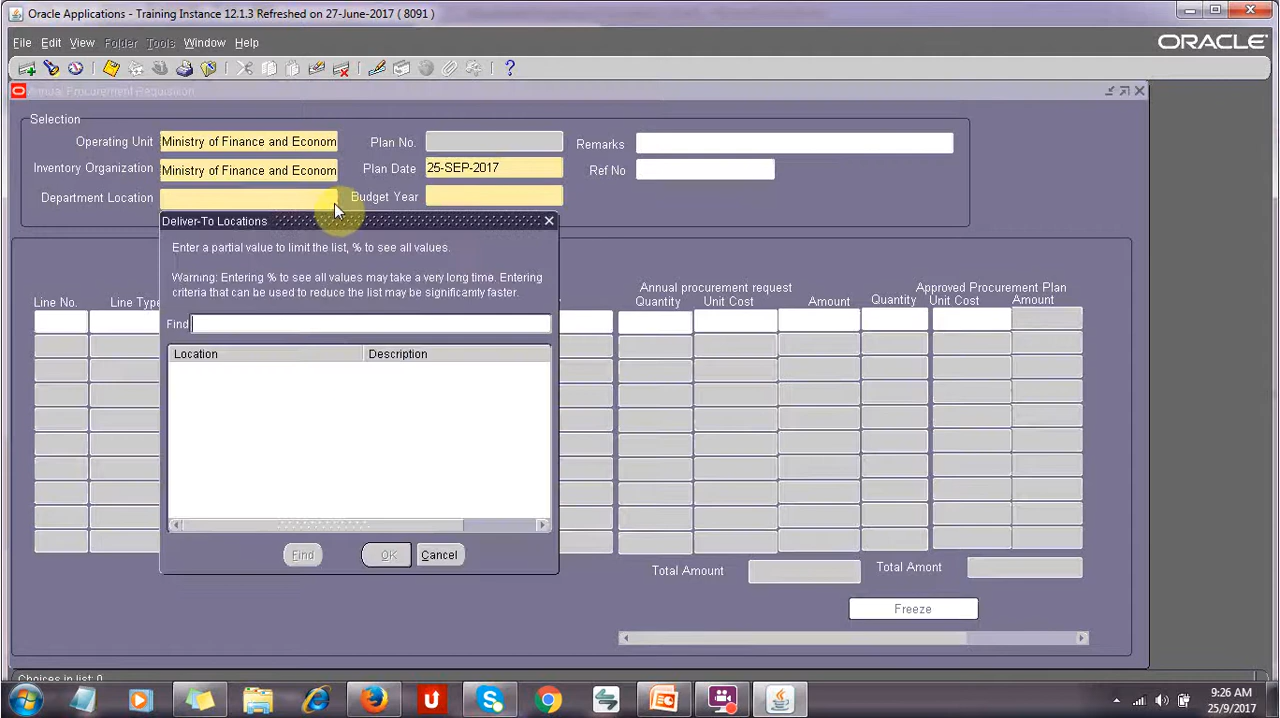 Oracle Applications - Training Instance 12.1.3 Refreshed on 27-June-2017 ( 8091 )
File Edit View Folder Tools Window Help
ORACLE
Annual Procurement Requisition
Selection
Operating Unit Ministry of Finance and Econom Plan No. Remarks
Inventory Organization Ministry of Finance and Econom Plan Date 25-SEP-2017 Ref No
Department Location Budget Year
Deliver-To Locations
Enter a partial value to limit the list, % to see all values.
Warning: Entering % to see all values may take a very long time. Entering
criteria that can be used to reduce the list may be significantly faster.
Find
Location Description
Find OK Cancel
Annual procurement request Approved Procurement Plan
Line No. Line Type Quantity Unit Cost Amount Quantity Unit Cost Amount
Total Amount Total Amont
Freeze
Choices in list: 0
9:26 AM
25/9/2017